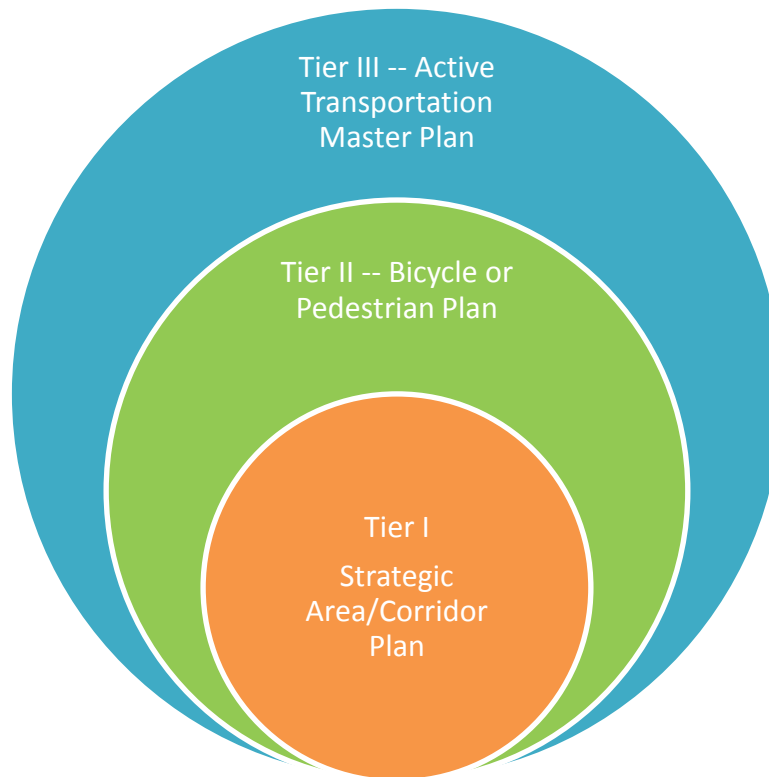 Tier III -- Active
Transportation
Master Plan
Tier II -- Bicycle or
Pedestrian Plan
Tier I
Strategic
Area/Corridor
Plan